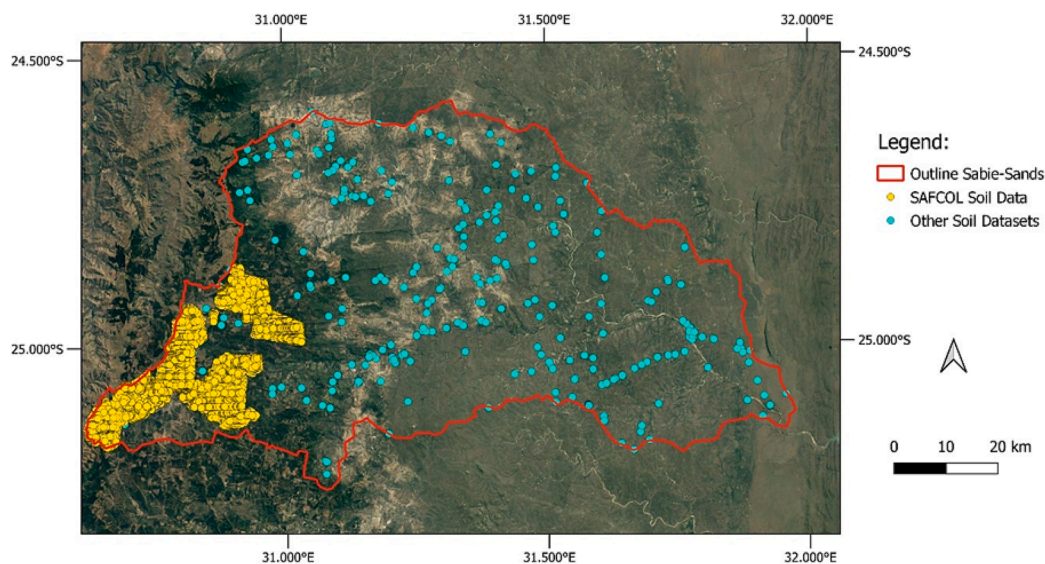 31.000°E
31.500°E
32.000°E
24.500°S
24.500°S
Legend:
Outline Sabie-Sands
SAFCOL Soil Data
Other Soil Datasets
25.000°S
25.000°S
0 10 20 km
31.000°E
31.500°E
32.000°E